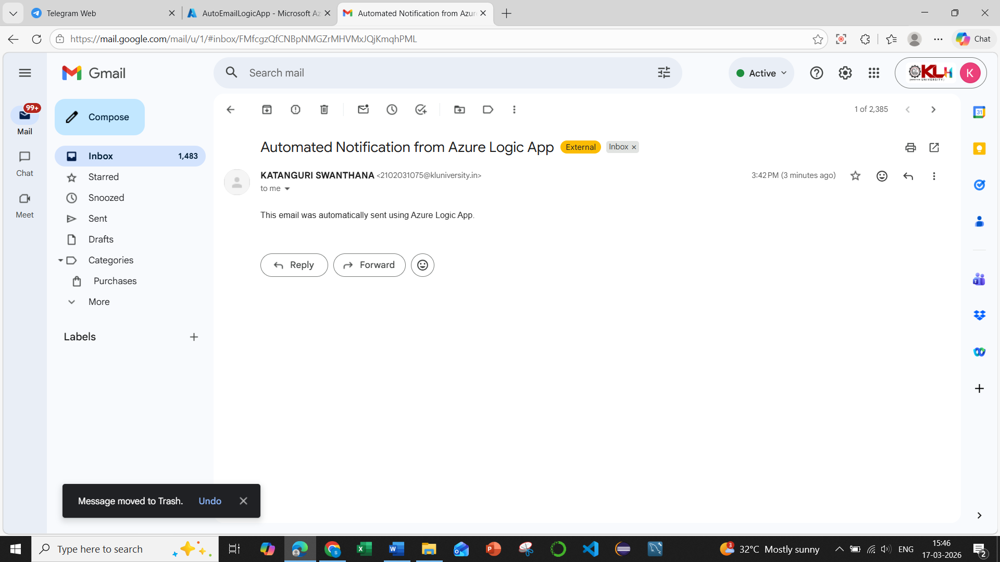 Telegram Web
AutoEmailLogicApp - Microsoft Az
Automated Notification from Azur
https://mail.google.com/mail/u/1/#inbox/FMfcgzQfCNBpNMGZrMHVMxJQjKmqhPML
Chat
Gmail
Search mail
Active
KLH
UNIVERSITY
K
99+
Mail
Chat
Meet
Compose
Inbox 1,483
Starred
Snoozed
Sent
Drafts
Categories
Purchases
More
Labels
1 of 2,385
Automated Notification from Azure Logic App External Inbox ×
KATANGURI SWANTHANA <2102031075@kluniversity.in> 3:42 PM (3 minutes ago)
to me
This email was automatically sent using Azure Logic App.
Reply
Forward
31
Message moved to Trash. Undo
Type here to search
3
32°C Mostly sunny
ENG
15:46
17-03-2026
2